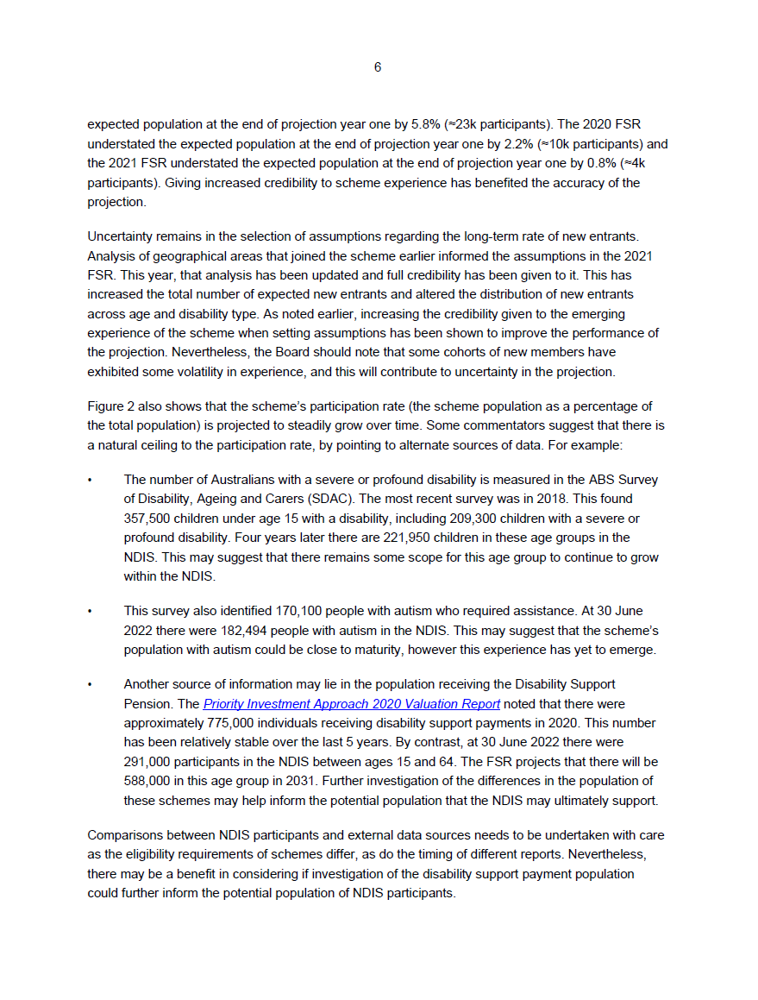 6
expected population at the end of projection year one by 5.8% (≈23k participants). The 2020 FSR
understated the expected population at the end of projection year one by 2.2% (≈10k participants) and
the 2021 FSR understated the expected population at the end of projection year one by 0.8% (≈4k
participants). Giving increased credibility to scheme experience has benefited the accuracy of the
projection.
Uncertainty remains in the selection of assumptions regarding the long-term rate of new entrants.
Analysis of geographical areas that joined the scheme earlier informed the assumptions in the 2021
FSR. This year, that analysis has been updated and full credibility has been given to it. This has
increased the total number of expected new entrants and altered the distribution of new entrants
across age and disability type. As noted earlier, increasing the credibility given to the emerging
experience of the scheme when setting assumptions has been shown to improve the performance of
the projection. Nevertheless, the Board should note that some cohorts of new members have
exhibited some volatility in experience, and this will contribute to uncertainty in the projection.
Figure 2 also shows that the scheme’s participation rate (the scheme population as a percentage of
the total population) is projected to steadily grow over time. Some commentators suggest that there is
a natural ceiling to the participation rate, by pointing to alternate sources of data. For example:
• The number of Australians with a severe or profound disability is measured in the ABS Survey
of Disability, Ageing and Carers (SDAC). The most recent survey was in 2018. This found
357,500 children under age 15 with a disability, including 209,300 children with a severe or
profound disability. Four years later there are 221,950 children in these age groups in the
NDIS. This may suggest that there remains some scope for this age group to continue to grow
within the NDIS.
• This survey also identified 170,100 people with autism who required assistance. At 30 June
2022 there were 182,494 people with autism in the NDIS. This may suggest that the scheme’s
population with autism could be close to maturity, however this experience has yet to emerge.
• Another source of information may lie in the population receiving the Disability Support
Pension. The Priority Investment Approach 2020 Valuation Report noted that there were
approximately 775,000 individuals receiving disability support payments in 2020. This number
has been relatively stable over the last 5 years. By contrast, at 30 June 2022 there were
291,000 participants in the NDIS between ages 15 and 64. The FSR projects that there will be
588,000 in this age group in 2031. Further investigation of the differences in the population of
these schemes may help inform the potential population that the NDIS may ultimately support.
Comparisons between NDIS participants and external data sources needs to be undertaken with care
as the eligibility requirements of schemes differ, as do the timing of different reports. Nevertheless,
there may be a benefit in considering if investigation of the disability support payment population
could further inform the potential population of NDIS participants.